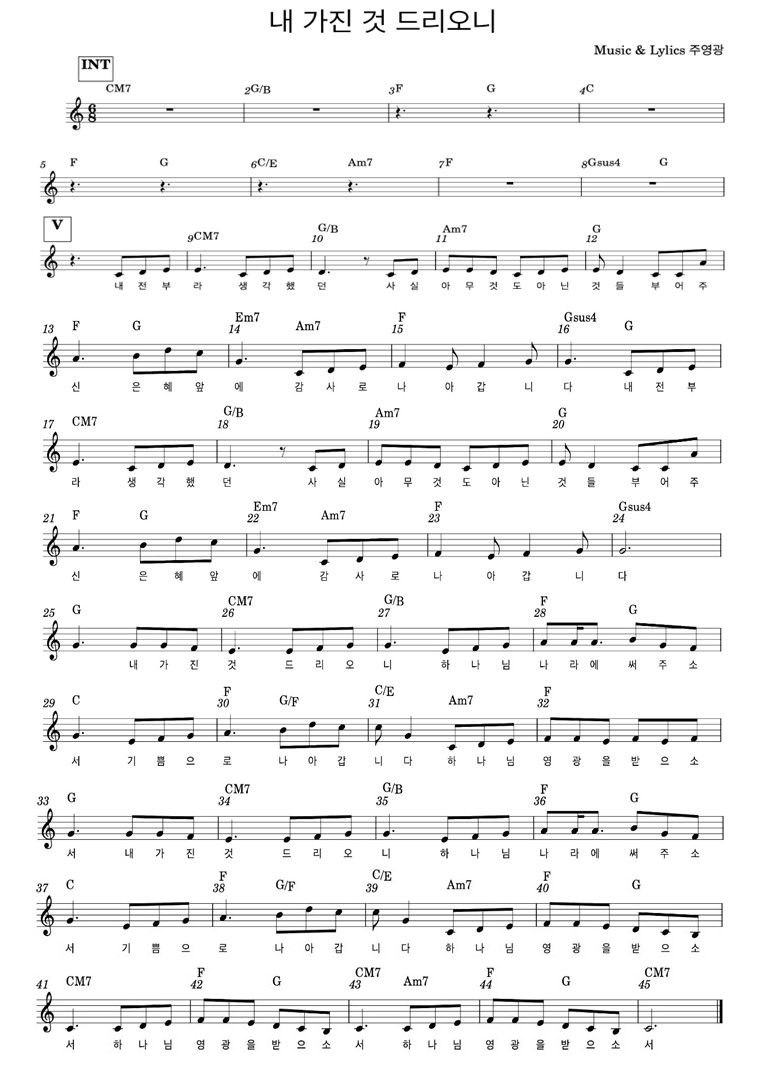 내 가진 것 드리오니
Music & Lylics 주영광
INT
CM7 2 G/B 3 F G 4 C
5 F G 6 C/E Am7 7 F 8 Gsus4 G
V
9 CM7 10 G/B 11 Am7 12 G
내 전 부 라 생 각 했 던 사 실 아 무 것 도 아 닌 것 들 부 어 주
13 F G 14 Em7 Am7 15 F 16 Gsus4 G
신 은 혜 앞 에 감 사 로 나 아 갑 니 다 내 전 부
17 CM7 18 G/B 19 Am7 20 G
라 생 각 했 던 사 실 아 무 것 도 아 닌 것 들 부 어 주
21 F G 22 Em7 Am7 23 F 24 Gsus4
신 은 혜 앞 에 감 사 로 나 아 갑 니 다
25 G 26 CM7 27 G/B 28 F G
내 가 진 것 드 리 오 니 하 나 님 나 라 에 써 주 소
29 C 30 F G/F 31 C/E Am7 32 F
서 기 쁨 으 로 나 아 갑 니 다 하 나 님 영 광 을 받 으 소
33 G 34 CM7 35 G/B 36 F G
서 내 가 진 것 드 리 오 니 하 나 님 나 라 에 써 주 소
37 C 38 F G/F 39 C/E Am7 40 F G
서 기 쁨 으 로 나 아 갑 니 다 하 나 님 영 광 을 받 으 소
41 CM7 42 F G 43 CM7 Am7 44 F G 45 CM7
서 하 나 님 영 광 을 받 으 소 서 하 나 님 영 광 을 받 으 소 서